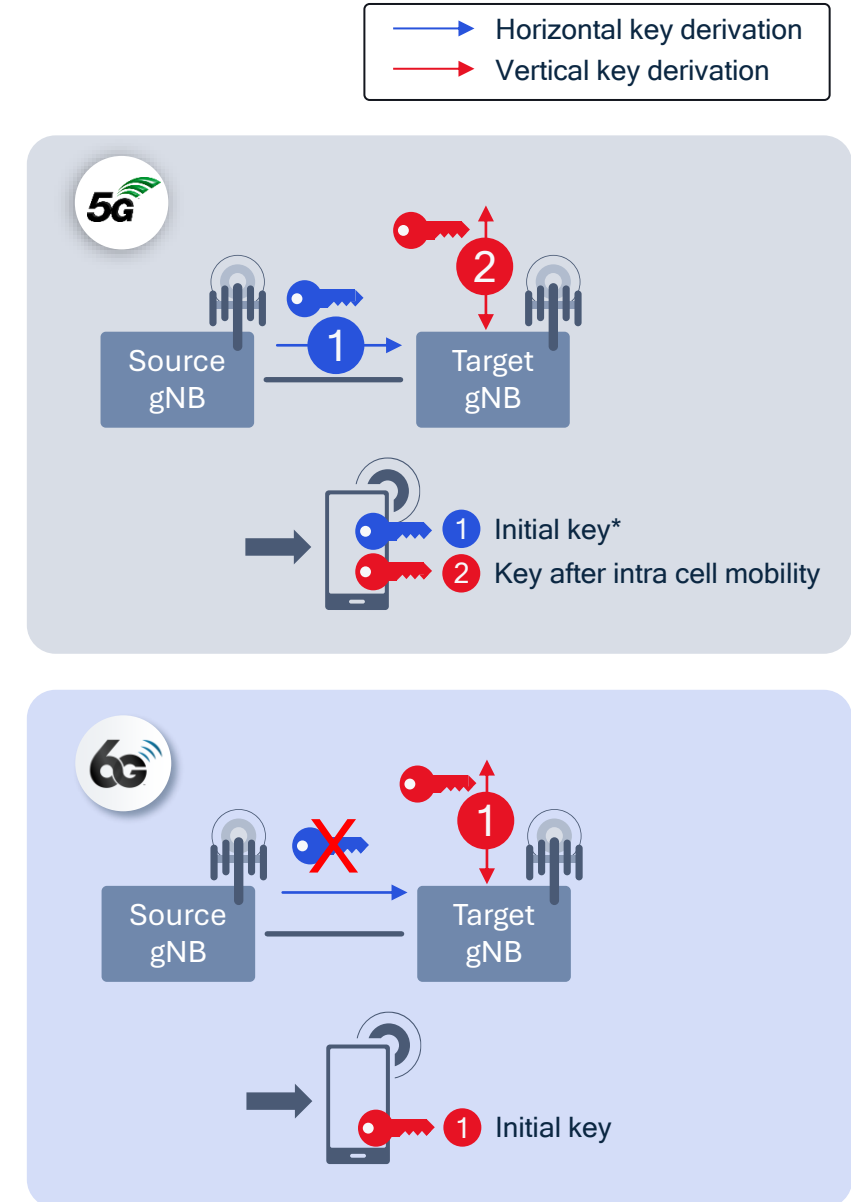 Horizontal key derivation
Vertical key derivation
5G
2
1
Source
gNB
Target
gNB
1 Initial key*
2 Key after intra cell mobility
6G
1
X
Source
gNB
Target
gNB
1 Initial key